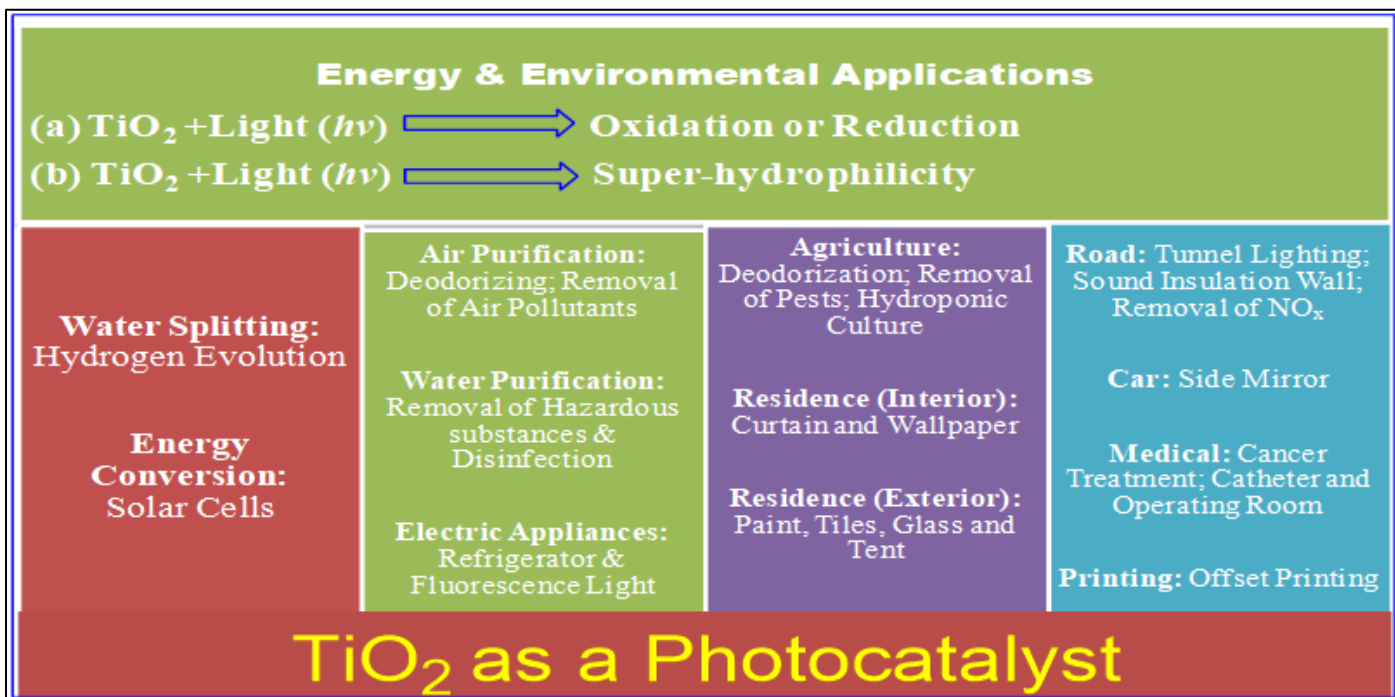 Energy & Environmental Applications
(a) TiO₂ +Light (hν) Oxidation or Reduction
(b) TiO₂ +Light (hν) Super-hydrophilicity
Water Splitting:
Hydrogen Evolution
Energy
Conversion:
Solar Cells
Air Purification:
Deodorizing; Removal
of Air Pollutants
Water Purification:
Removal of Hazardous
substances &
Disinfection
Electric Appliances:
Refrigerator &
Fluorescence Light
Agriculture:
Deodorization; Removal
of Pests; Hydroponic
Culture
Residence (Interior):
Curtain and Wallpaper
Residence (Exterior):
Paint, Tiles, Glass and
Tent
Road: Tunnel Lighting;
Sound Insulation Wall;
Removal of NOₓ
Car: Side Mirror
Medical: Cancer
Treatment; Catheter and
Operating Room
Printing: Offset Printing
TiO₂ as a Photocatalyst